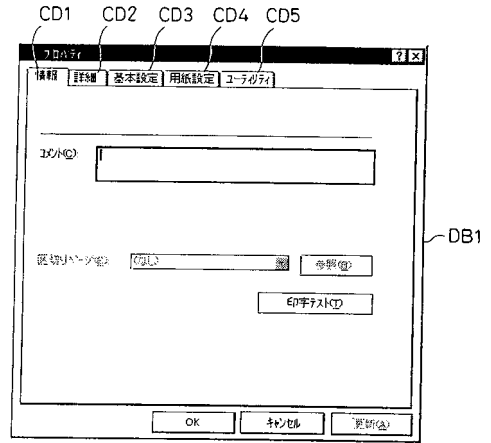 CD1 CD2 CD3 CD4 CD5
プロパティ
情報 詳細 基本設定 用紙設定 ユーティリティ
コメント(C):
DB1
区切りページ(E): (なし) 参照(B)
印字テスト(T)
OK キャンセル 更新(A)